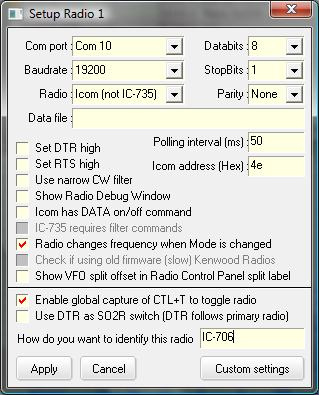 Setup Radio 1
Com port : Com 10 Databits : 8
Baudrate : 19200 StopBits : 1
Radio : Icom (not IC-735) Parity : None
Data file :
Polling interval (ms) : 50
Set DTR high
Set RTS high
Icom address (Hex) : 4e
Use narrow CW filter
Show Radio Debug Window
Icom has DATA on/off command
IC-735 requires filter commands
Radio changes frequency when Mode is changed
Check if using old firmware (slow) Kenwood Radios
Show VFO split offset in Radio Control Panel split label
Enable global capture of CTL+T to toggle radio
Use DTR as SO2R switch (DTR follows primary radio)
How do you want to identify this radio IC-706
Apply Cancel Custom settings